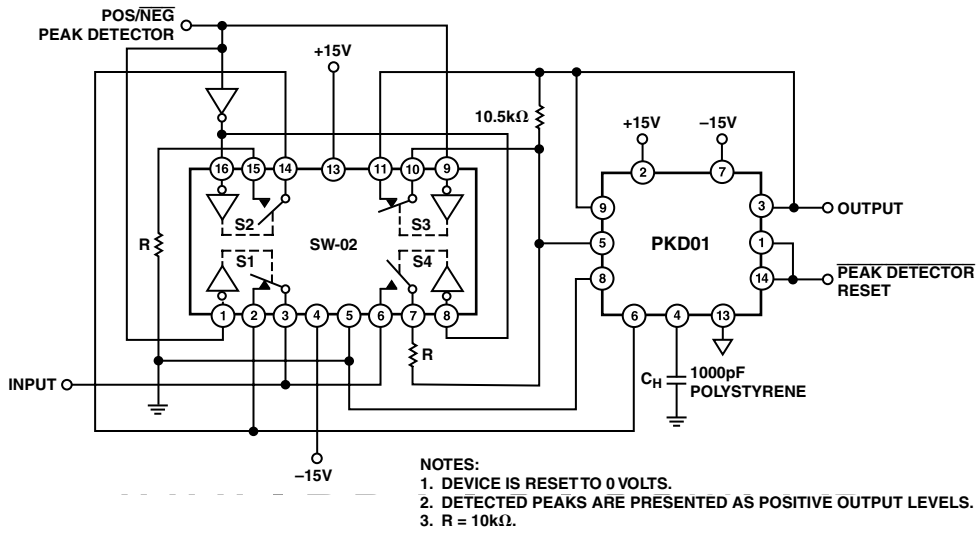 POS/NEG
PEAK DETECTOR
+15V
10.5kΩ
+15V
–15V
16 15 14 13 11 10 9
2 7
S2
S3
R
SW-02
S1
S4
9
5
8
PKD01
3
1
14
OUTPUT
PEAK DETECTOR
RESET
1 2 3 4 5 6 7 8
6 4 13
R
INPUT
CH
1000pF
POLYSTYRENE
–15V
NOTES:
1. DEVICE IS RESET TO 0 VOLTS.
2. DETECTED PEAKS ARE PRESENTED AS POSITIVE OUTPUT LEVELS.
3. R = 10kΩ.